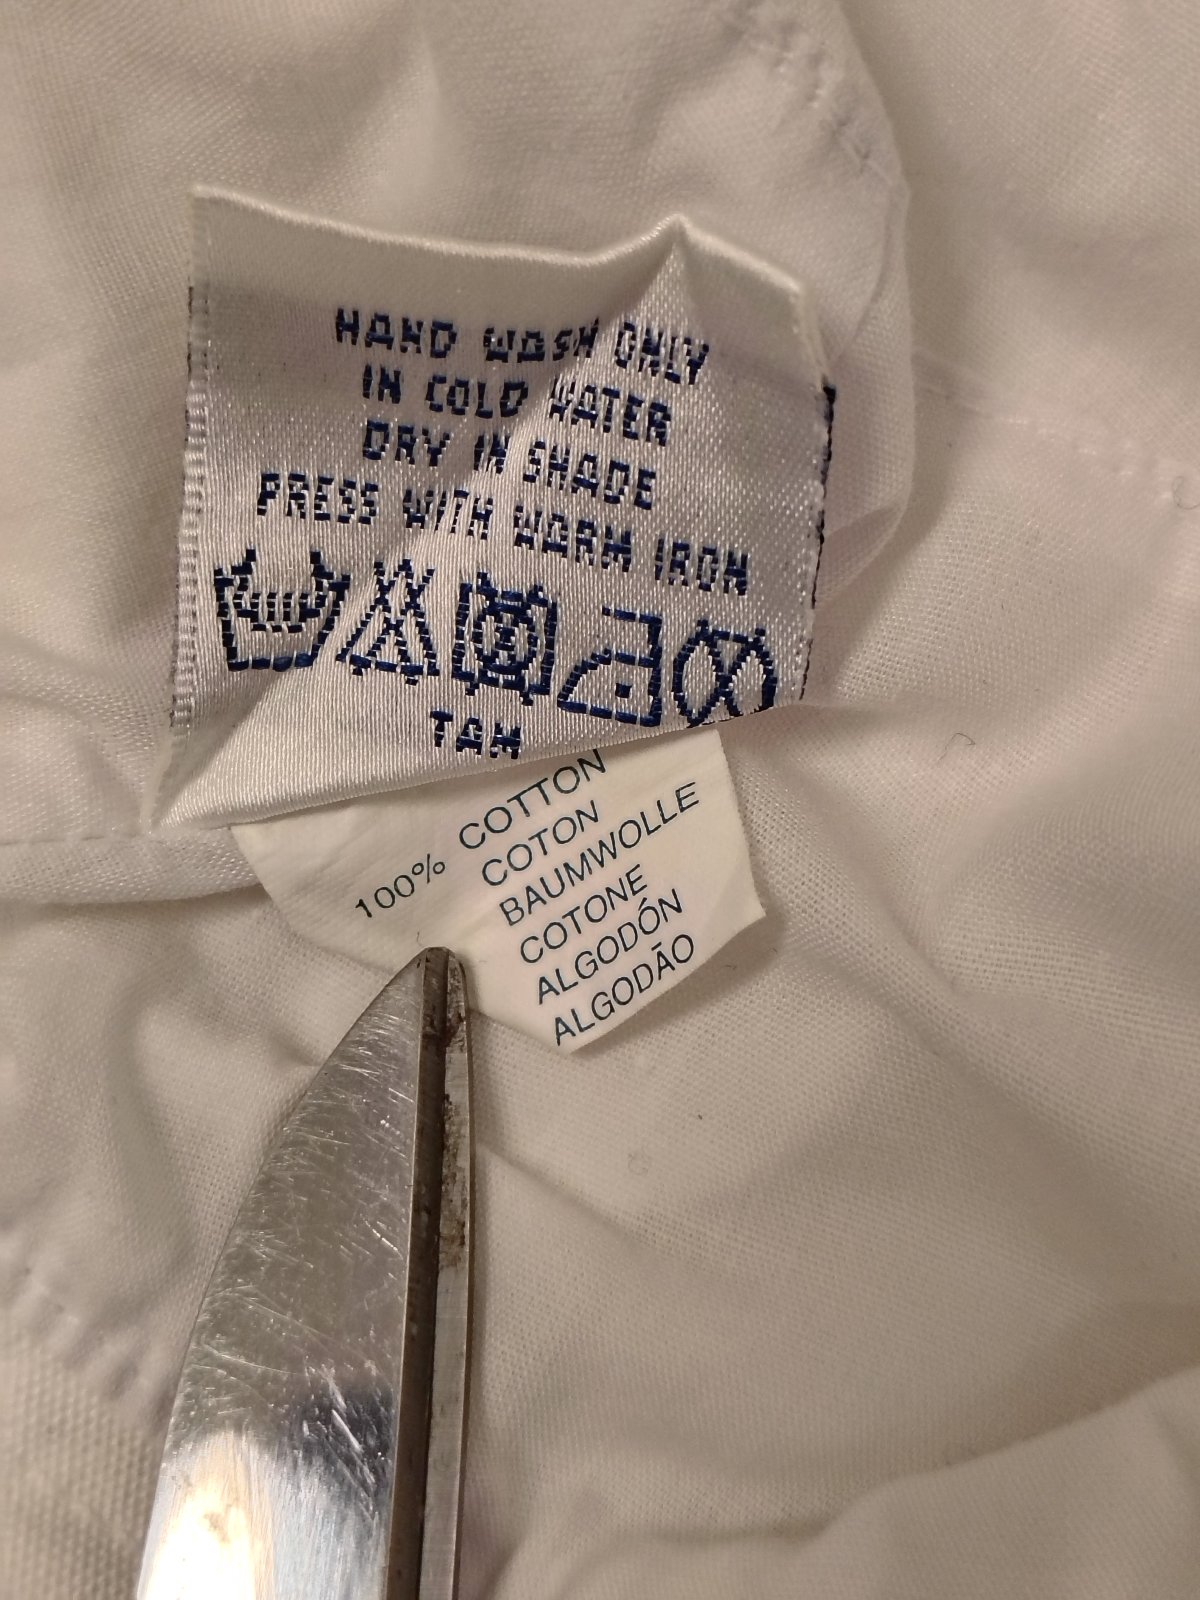 HAND WASH ONLY
IN COLD WATER
DRY IN SHADE
PRESS WITH WARM IRON
TAM
100% COTTON
COTON
BAUMWOLLE
COTONE
ALGODÓN
ALGODÃO